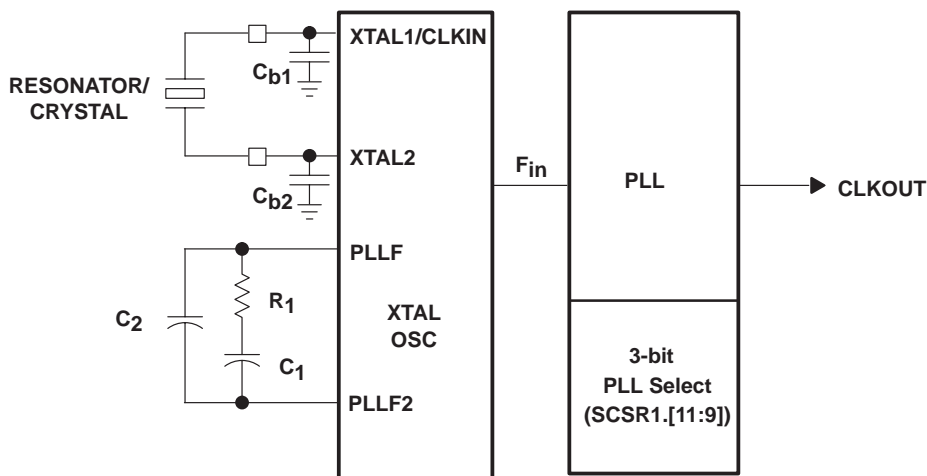 XTAL1/CLKIN
Cb1
RESONATOR/
CRYSTAL
XTAL2
Cb2
Fin
PLL
CLKOUT
PLLF
R1
C2
XTAL
OSC
C1
PLLF2
3-bit
PLL Select
(SCSR1.[11:9])